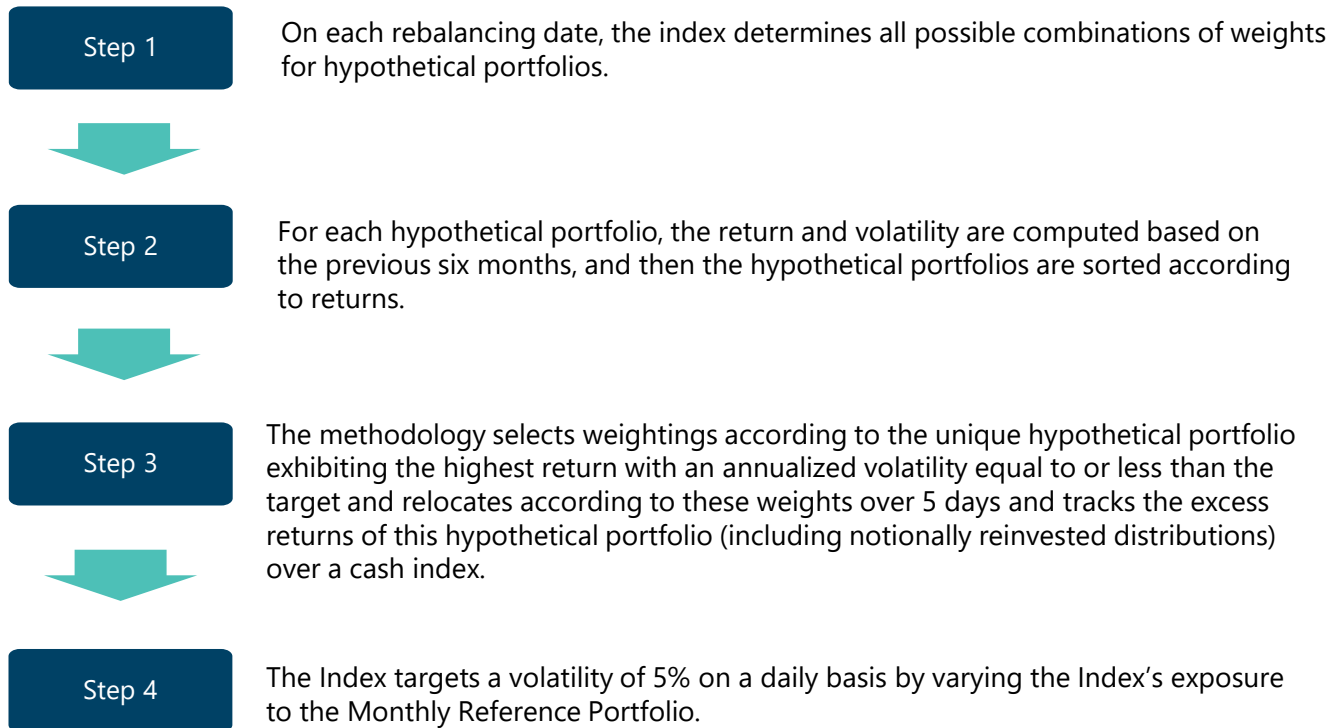 Step 1
On each rebalancing date, the index determines all possible combinations of weights
for hypothetical portfolios.
Step 2
For each hypothetical portfolio, the return and volatility are computed based on
the previous six months, and then the hypothetical portfolios are sorted according
to returns.
Step 3
The methodology selects weightings according to the unique hypothetical portfolio
exhibiting the highest return with an annualized volatility equal to or less than the
target and relocates according to these weights over 5 days and tracks the excess
returns of this hypothetical portfolio (including notionally reinvested distributions)
over a cash index.
Step 4
The Index targets a volatility of 5% on a daily basis by varying the Index’s exposure
to the Monthly Reference Portfolio.